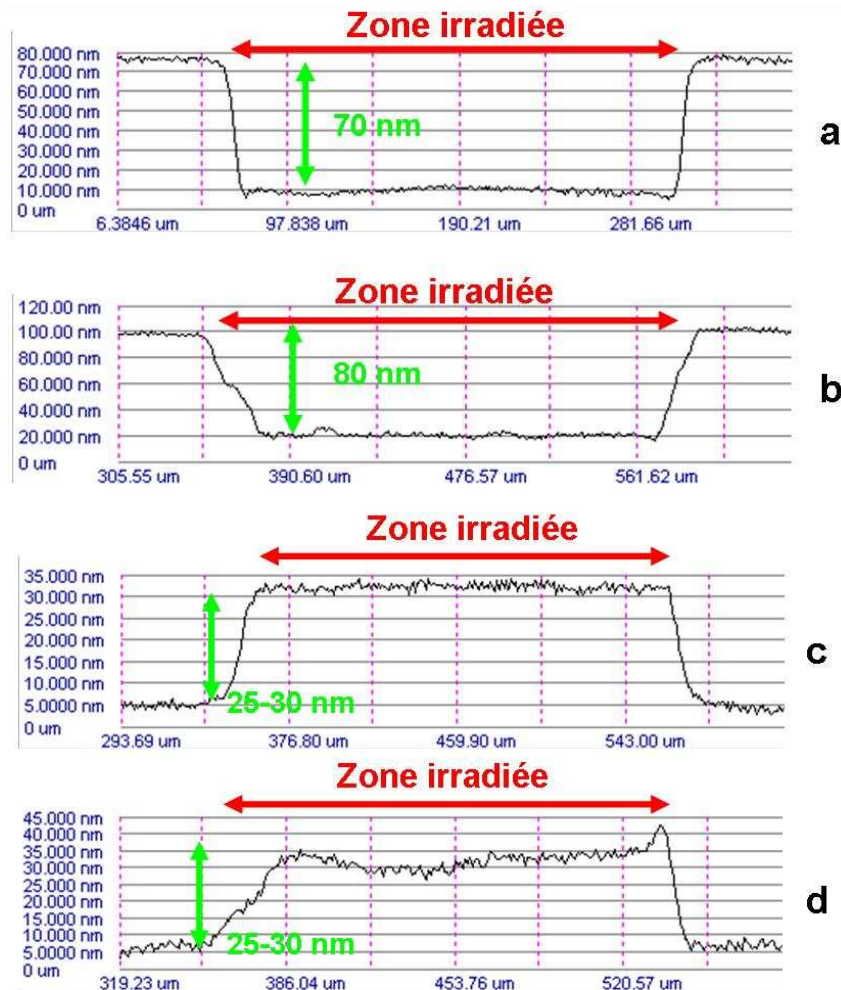 Zone irradiée
80.000 nm
70.000 nm
60.000 nm
50.000 nm
40.000 nm
30.000 nm
20.000 nm
10.000 nm
0 um
70 nm
a
6.3846 um 97.838 um 190.21 um 281.66 um
Zone irradiée
120.00 nm
100.00 nm
80.000 nm
60.000 nm
40.000 nm
20.000 nm
0 um
80 nm
b
305.55 um 390.60 um 476.57 um 561.62 um
Zone irradiée
35.000 nm
30.000 nm
25.000 nm
20.000 nm
15.000 nm
10.000 nm
5.0000 nm
0 um
25-30 nm
c
293.69 um 376.80 um 459.90 um 543.00 um
Zone irradiée
45.000 nm
40.000 nm
35.000 nm
30.000 nm
25.000 nm
20.000 nm
15.000 nm
10.000 nm
5.0000 nm
0 um
25-30 nm
d
319.23 um 386.04 um 453.76 um 520.57 um